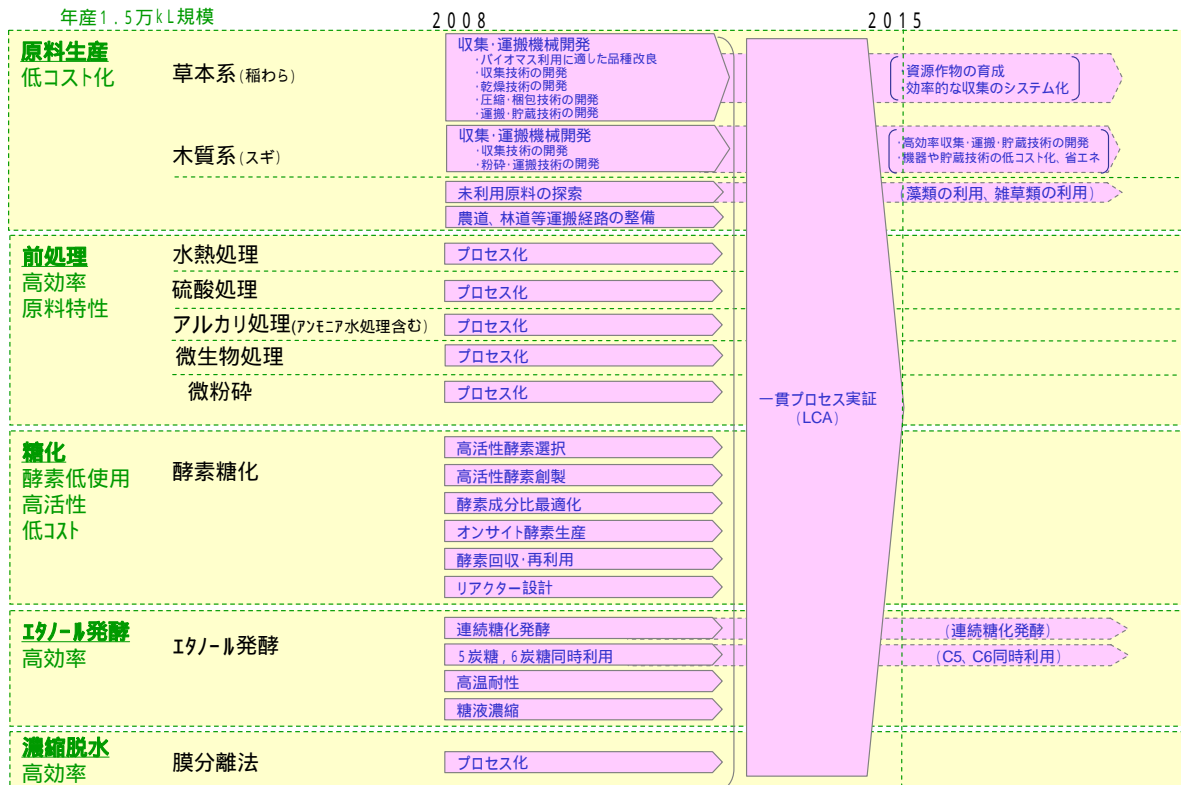 年産1.5万kL規模
2008
2015
原料生産
低コスト化
草本系(稲わら)
収集･運搬機械開発
･バイオマス利用に適した品種改良
･収集技術の開発
･乾燥技術の開発
･圧縮･梱包技術の開発
･運搬･貯蔵技術の開発
･資源作物の育成
･効率的な収集のシステム化
木質系(スギ)
収集･運搬機械開発
･収集技術の開発
･粉砕･運搬技術の開発
･高効率収集･運搬･貯蔵技術の開発
･機器や貯蔵技術の低コスト化、省エネ
未利用原料の探索
(藻類の利用、雑草類の利用)
農道、林道等運搬経路の整備
前処理
高効率
原料特性
水熱処理
プロセス化
硫酸処理
プロセス化
アルカリ処理(アンモニア水処理含む)
プロセス化
微生物処理
プロセス化
微粉砕
プロセス化
一貫プロセス実証
(LCA)
糖化
酵素低使用
高活性
低コスト
酵素糖化
高活性酵素選択
高活性酵素創製
酵素成分比最適化
オンサイト酵素生産
酵素回収･再利用
リアクター設計
エタノール発酵
高効率
エタノール発酵
連続糖化発酵
(連続糖化発酵)
5炭糖,6炭糖同時利用
(C5、C6同時利用)
高温耐性
糖液濃縮
濃縮脱水
高効率
膜分離法
プロセス化